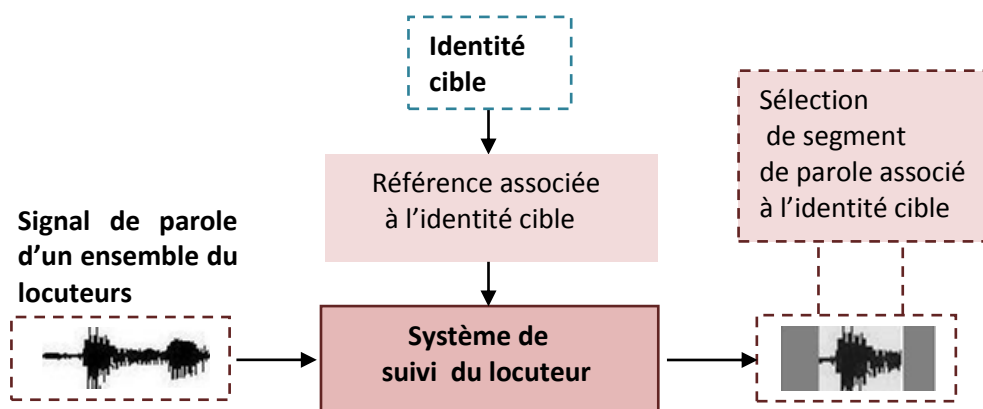 Identité
cible
Référence associée
à l’identité cible
Signal de parole
d’un ensemble du
locuteurs
Système de
suivi du locuteur
Sélection
de segment
de parole associé
à l’identité cible